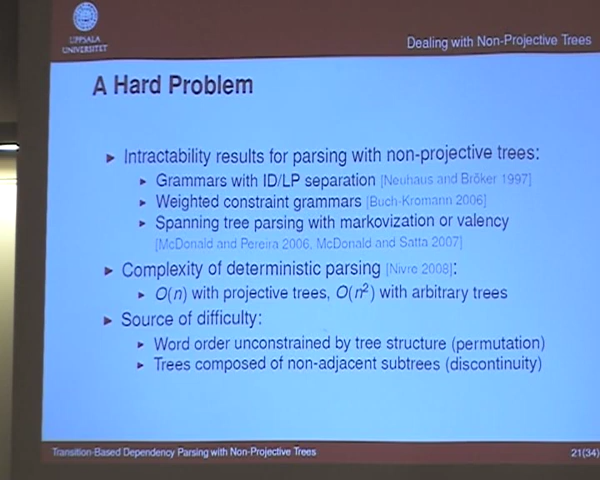 UPPSALA
UNIVERSITET
Dealing with Non-Projective Trees
A Hard Problem
Intractability results for parsing with non-projective trees:
Grammars with ID/LP separation [Neuhaus and Bröker 1997]
Weighted constraint grammars [Buch-Kromann 2006]
Spanning tree parsing with markovization or valency
[McDonald and Pereira 2006, McDonald and Satta 2007]
Complexity of deterministic parsing [Nivre 2008]:
O(n) with projective trees, O(n²) with arbitrary trees
Source of difficulty:
Word order unconstrained by tree structure (permutation)
Trees composed of non-adjacent subtrees (discontinuity)
Transition-Based Dependency Parsing with Non-Projective Trees
21(34)